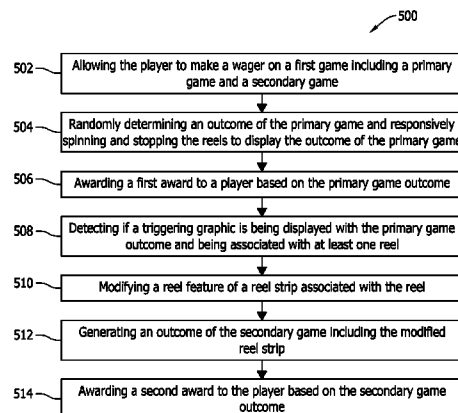 500
502
Allowing the player to make a wager on a first game including a primary
game and a secondary game
504
Randomly determining an outcome of the primary game and responsively
spinning and stopping the reels to display the outcome of the primary game
506
Awarding a first award to a player based on the primary game outcome
508
Detecting if a triggering graphic is being displayed with the primary game
outcome and being associated with at least one reel
510
Modifying a reel feature of a reel strip associated with the reel
512
Generating an outcome of the secondary game including the modified
reel strip
514
Awarding a second award to the player based on the secondary game
outcome